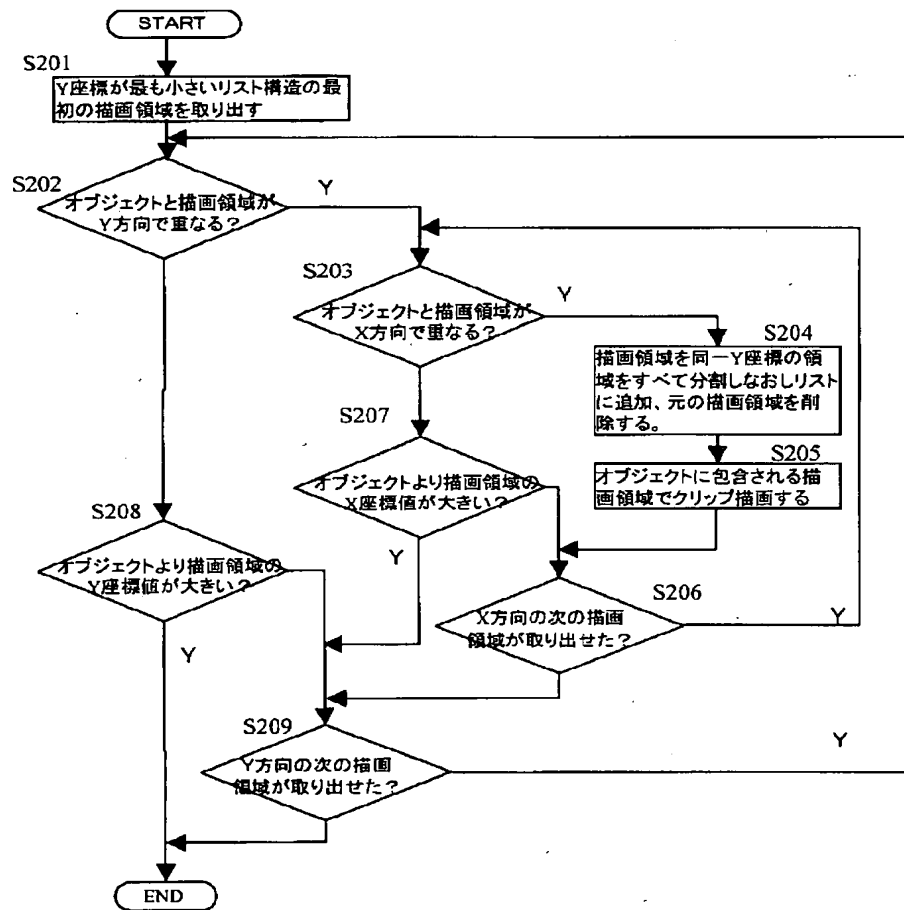 START
S201
Y座標が最も小さいリスト構造の最
初の描画領域を取り出す
S202
オブジェクトと描画領域が
Y方向で重なる?
Y
S203
オブジェクトと描画領域が
X方向で重なる?
Y
S204
描画領域を同一Y座標の領
域をすべて分割しなおしリスト
に追加、元の描画領域を削
除する。
S205
オブジェクトに包含される描
画領域でクリップ描画する
S207
オブジェクトより描画領域の
X座標値が大きい?
Y
S208
オブジェクトより描画領域の
Y座標値が大きい?
Y
S206
X方向の次の描画
領域が取り出せた?
Y
S209
Y方向の次の描画
領域が取り出せた?
Y
END